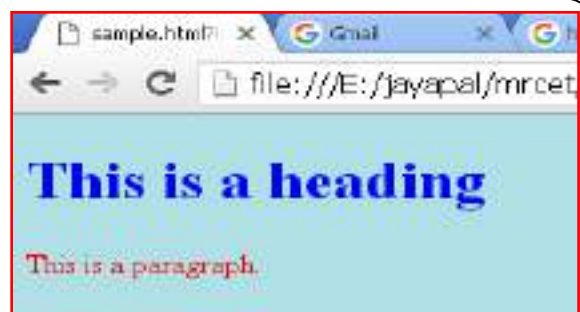 sample.html
Gmail
file:///E:/jayapal/mrcet
This is a heading
This is a paragraph.